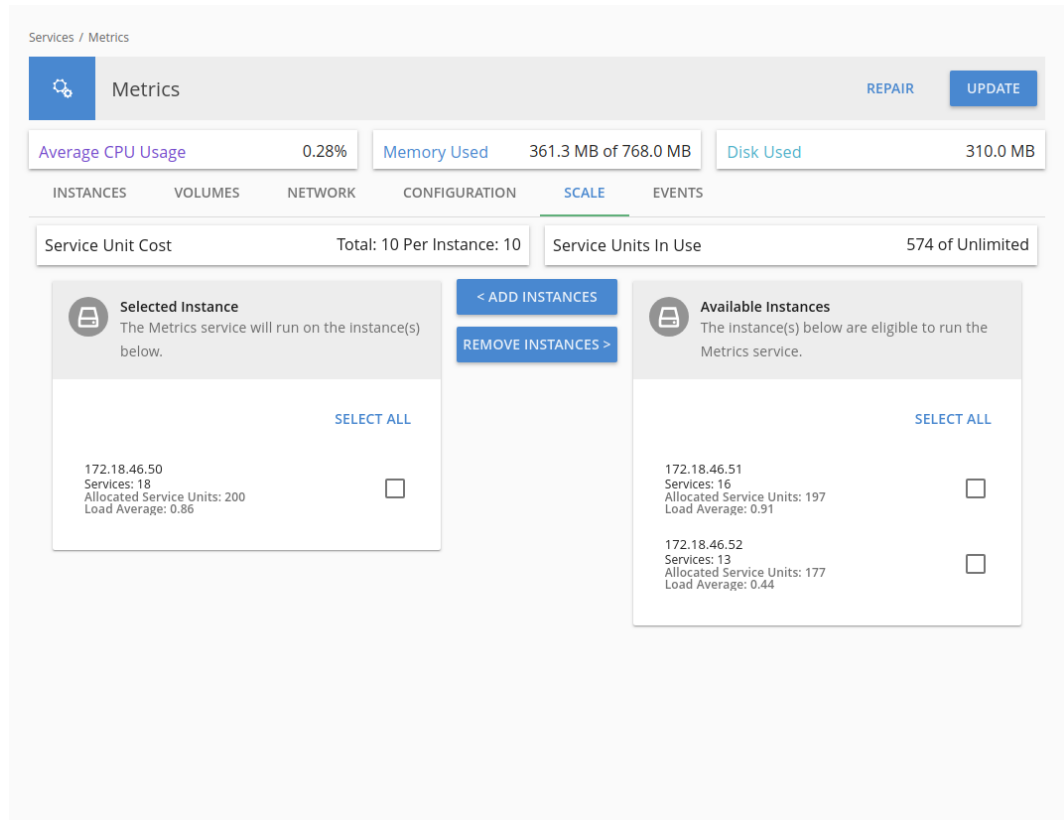 Services / Metrics
Metrics
REPAIR
UPDATE
Average CPU Usage 0.28%
Memory Used 361.3 MB of 768.0 MB
Disk Used 310.0 MB
INSTANCES VOLUMES NETWORK CONFIGURATION SCALE EVENTS
Service Unit Cost Total: 10 Per Instance: 10
Service Units In Use 574 of Unlimited
Selected Instance
The Metrics service will run on the instance(s)
below.
SELECT ALL
172.18.46.50
Services: 18
Allocated Service Units: 200
Load Average: 0.86
< ADD INSTANCES
REMOVE INSTANCES >
Available Instances
The instance(s) below are eligible to run the
Metrics service.
SELECT ALL
172.18.46.51
Services: 16
Allocated Service Units: 197
Load Average: 0.91
172.18.46.52
Services: 13
Allocated Service Units: 177
Load Average: 0.44